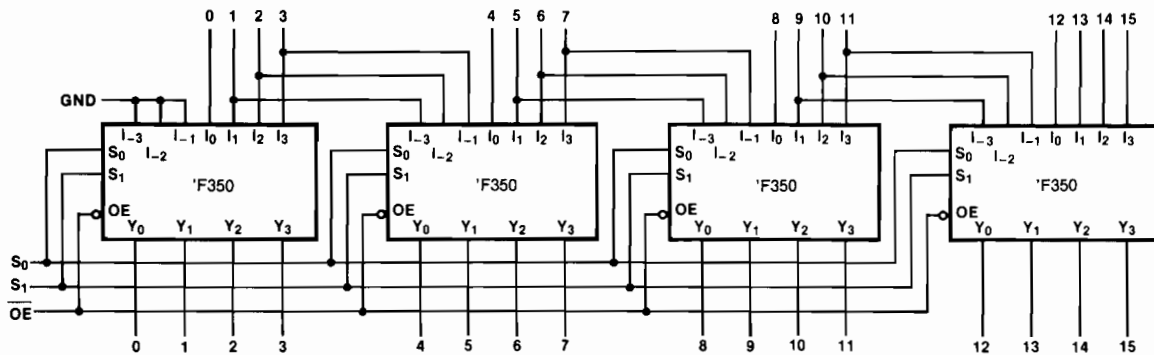 0 1 2 3 4 5 6 7 8 9 10 11 12 13 14 15
GND
I-3 I-1 I0 I1 I2 I3 I-3 I-1 I0 I1 I2 I3 I-3 I-1 I0 I1 I2 I3 I-3 I-1 I0 I1 I2 I3
S0 I-2 S0 I-2 S0 I-2 S0 I-2
S1 'F350 S1 'F350 S1 'F350 S1 'F350
OE OE OE OE
Y0 Y1 Y2 Y3 Y0 Y1 Y2 Y3 Y0 Y1 Y2 Y3 Y0 Y1 Y2 Y3
S0
S1
O̅E̅
0 1 2 3 4 5 6 7 8 9 10 11 12 13 14 15